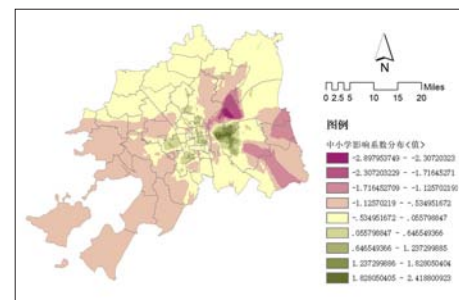 N
Miles
0 2.5 5 10 15 20
图例
中小学影响系数分布<值>
-2.897953749 - -2.30720323
-2.307203229 - -1.71645271
-1.716452709 - -1.125702191
-1.12570219 - -.534951672
-.534951672 - .055798847
.055798847 - .646549366
.646549366 - 1.237299885
1.237299886 - 1.828050404
1.828050405 - 2.418800923